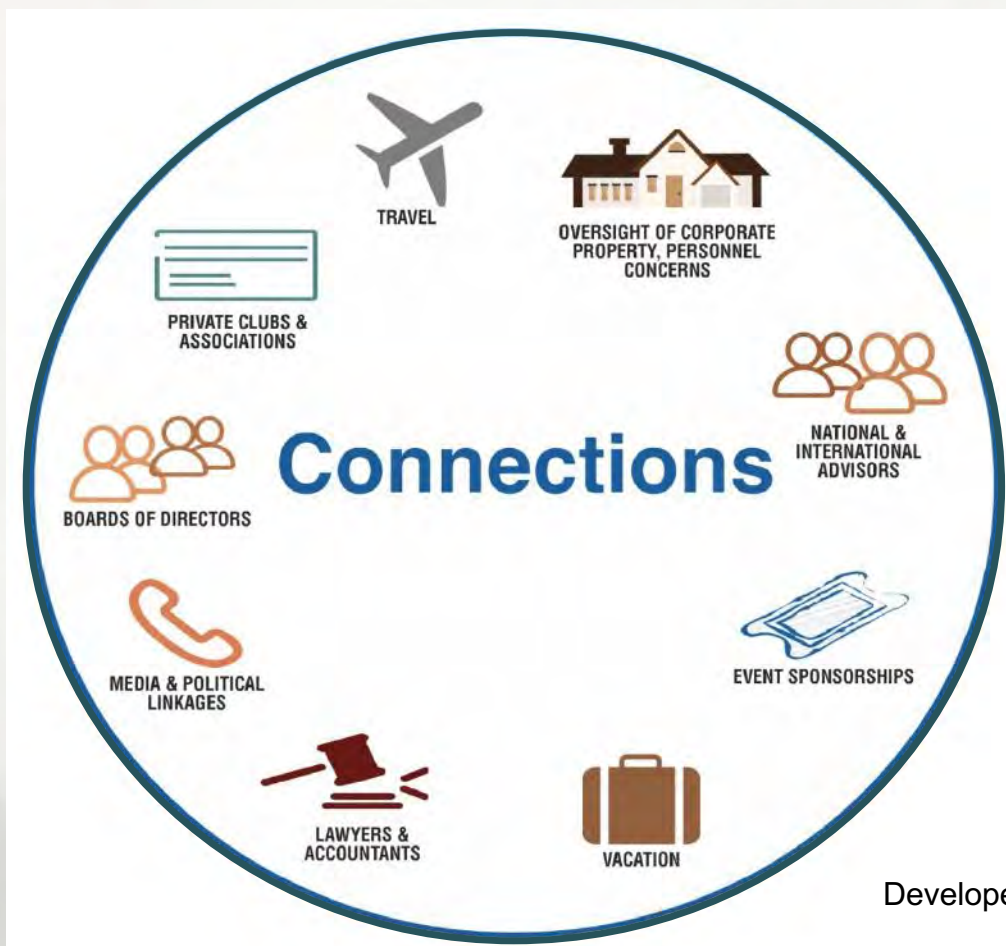 TRAVEL
OVERSIGHT OF CORPORATE
PROPERTY, PERSONNEL
CONCERNS
PRIVATE CLUBS &
ASSOCIATIONS
NATIONAL &
INTERNATIONAL
ADVISORS
Connections
BOARDS OF DIRECTORS
MEDIA & POLITICAL
LINKAGES
EVENT SPONSORSHIPS
LAWYERS &
ACCOUNTANTS
VACATION